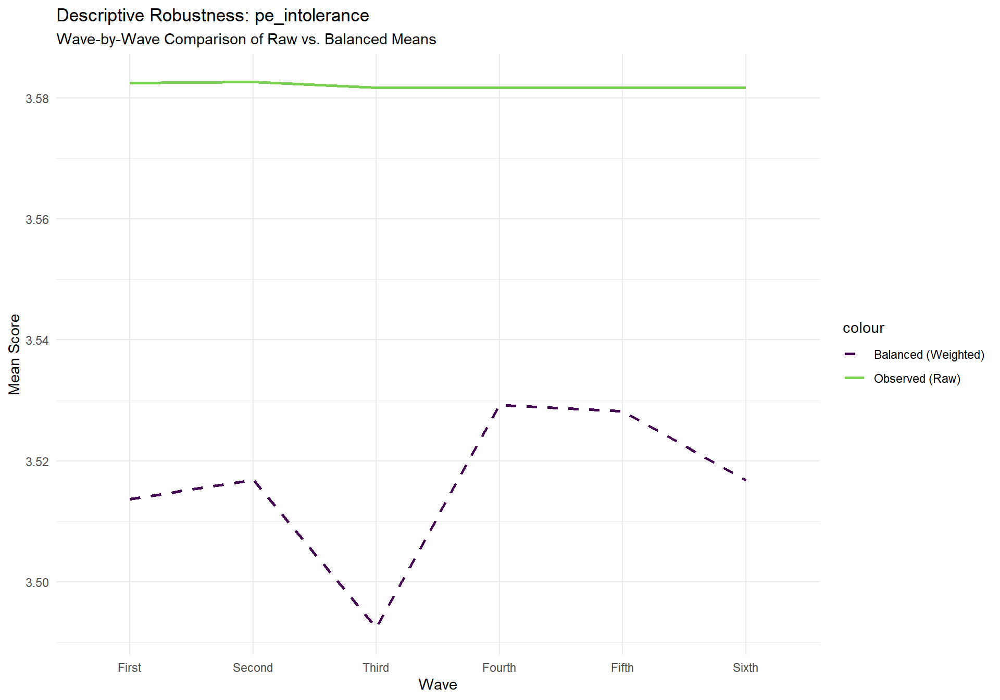 Descriptive Robustness: pe_intolerance
Wave-by-Wave Comparison of Raw vs. Balanced Means
Mean Score
3.58
3.56
3.54
3.52
3.50
First
Second
Third
Fourth
Fifth
Sixth
Wave
colour
Balanced (Weighted)
Observed (Raw)